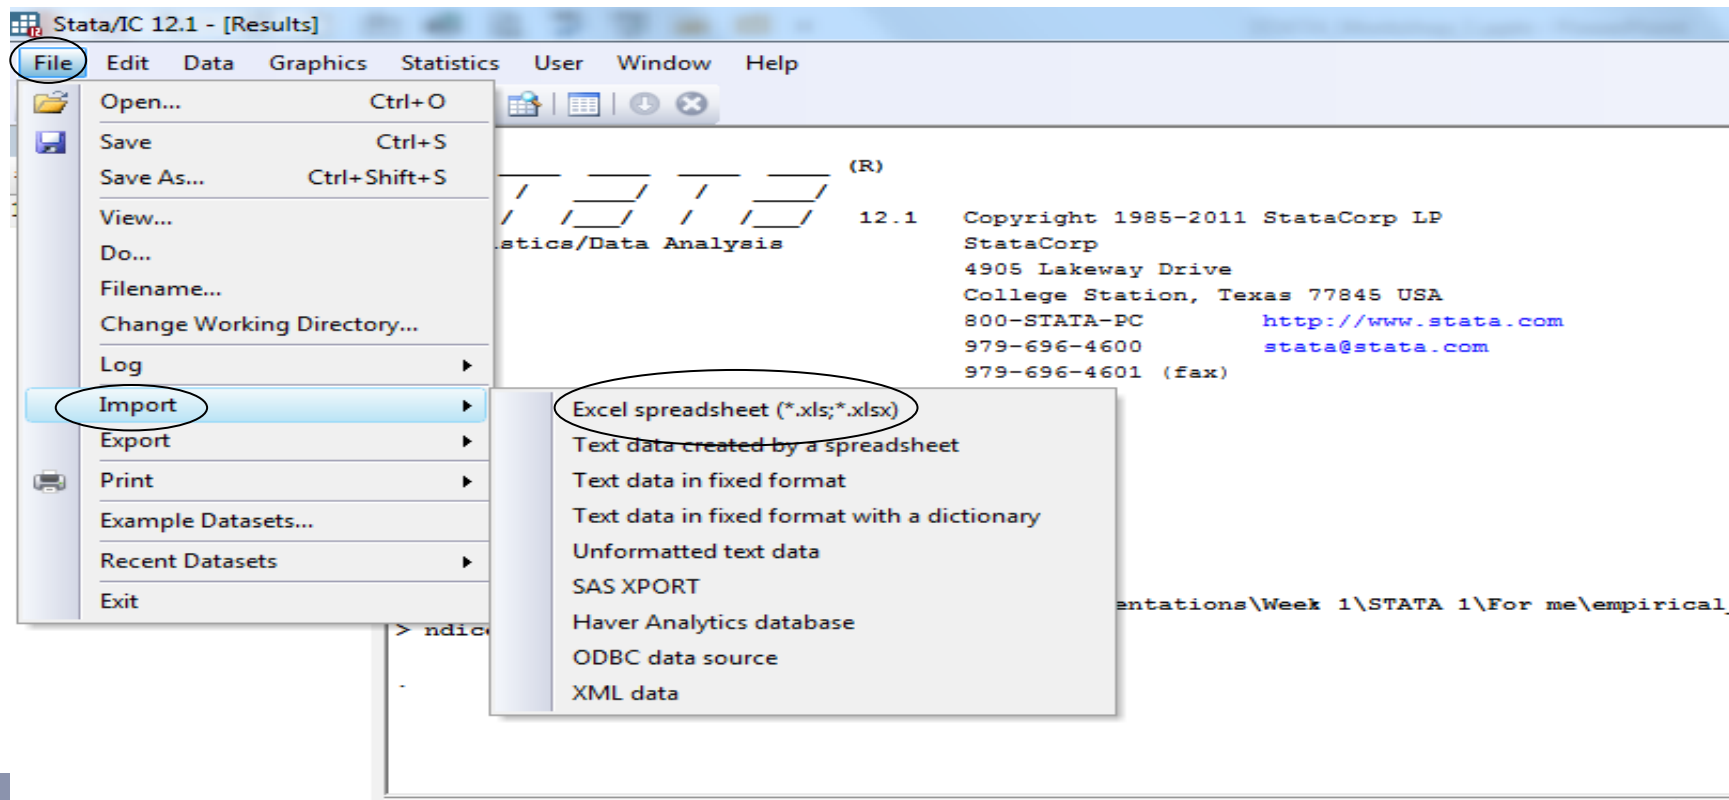 Stata/IC 12.1 - [Results]
File Edit Data Graphics Statistics User Window Help
Open... Ctrl+O
Save Ctrl+S
Save As... Ctrl+Shift+S
View...
Do...
Filename...
Change Working Directory...
Log
Import
Export
Print
Example Datasets...
Recent Datasets
Exit
Excel spreadsheet (*.xls;*.xlsx)
Text data created by a spreadsheet
Text data in fixed format
Text data in fixed format with a dictionary
Unformatted text data
SAS XPORT
Haver Analytics database
ODBC data source
XML data
(R)
12.1 Copyright 1985-2011 StataCorp LP
stics/Data Analysis StataCorp
4905 Lakeway Drive
College Station, Texas 77845 USA
800-STATA-PC http://www.stata.com
979-696-4600 stata@stata.com
979-696-4601 (fax)
entations\Week 1\STATA 1\For me\empirical_
> ndice
.